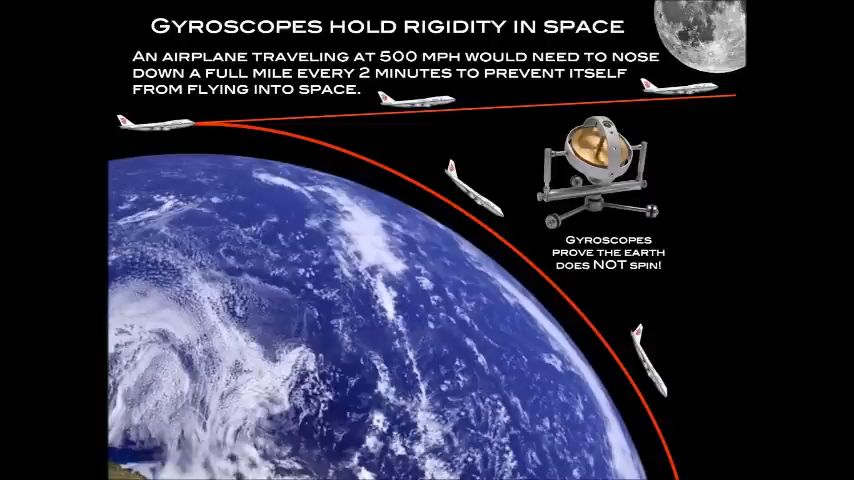 Gyroscopes hold rigidity in space
An airplane traveling at 500 mph would need to nose
down a full mile every 2 minutes to prevent itself
from flying into space.
Gyroscopes
prove the earth
does NOT spin!